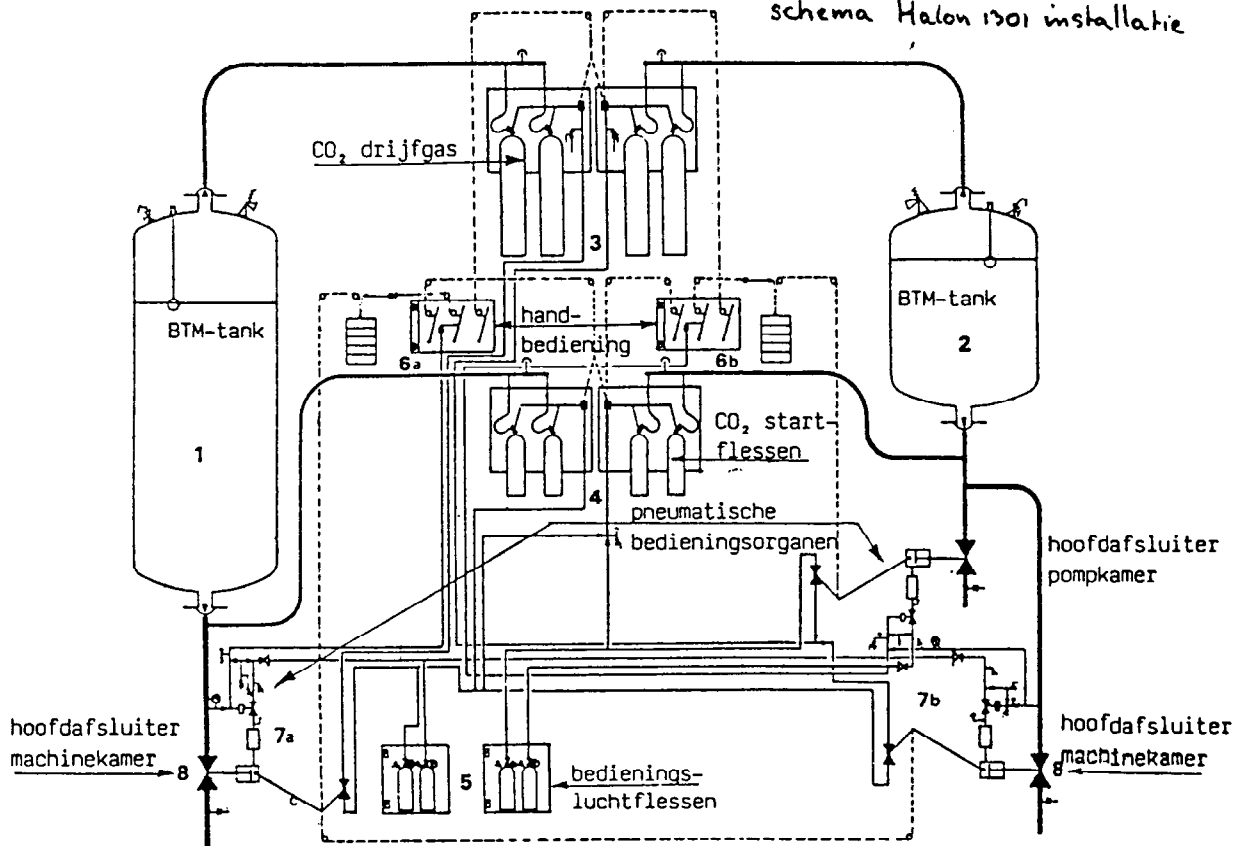 schema Halon 1301 installatie
CO₂ drijfgas
3
BTM-tank
BTM-tank
hand-
bediening
6a
6b
2
1
CO₂ start-
flessen
4
pneumatische
bedieningsorganen
hoofdafsluiter
pompkamer
7a
7b
hoofdafsluiter
machinekamer
8
5
bedienings-
luchtflessen
hoofdafsluiter
machinekamer
8